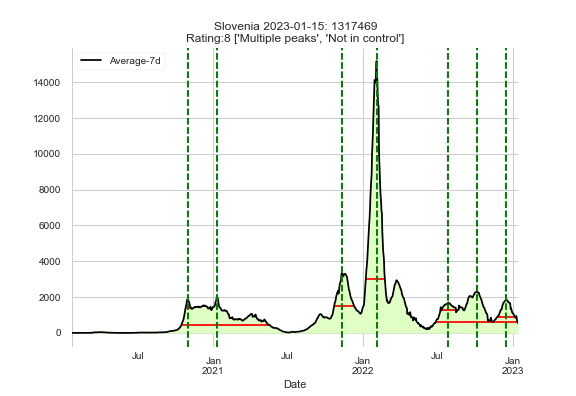 Slovenia 2023-01-15: 1317469
Rating:8 ['Multiple peaks', 'Not in control']
Average-7d
14000
12000
10000
8000
6000
4000
2000
0
Jul
Jan
2021
Jul
Jan
2022
Jul
Jan
2023
Date